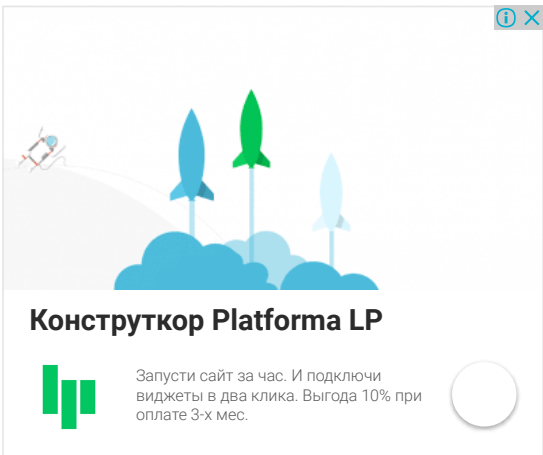 Конструткор Platforma LP
Запусти сайт за час. И подключи
виджеты в два клика. Выгода 10% при
оплате 3-х мес.